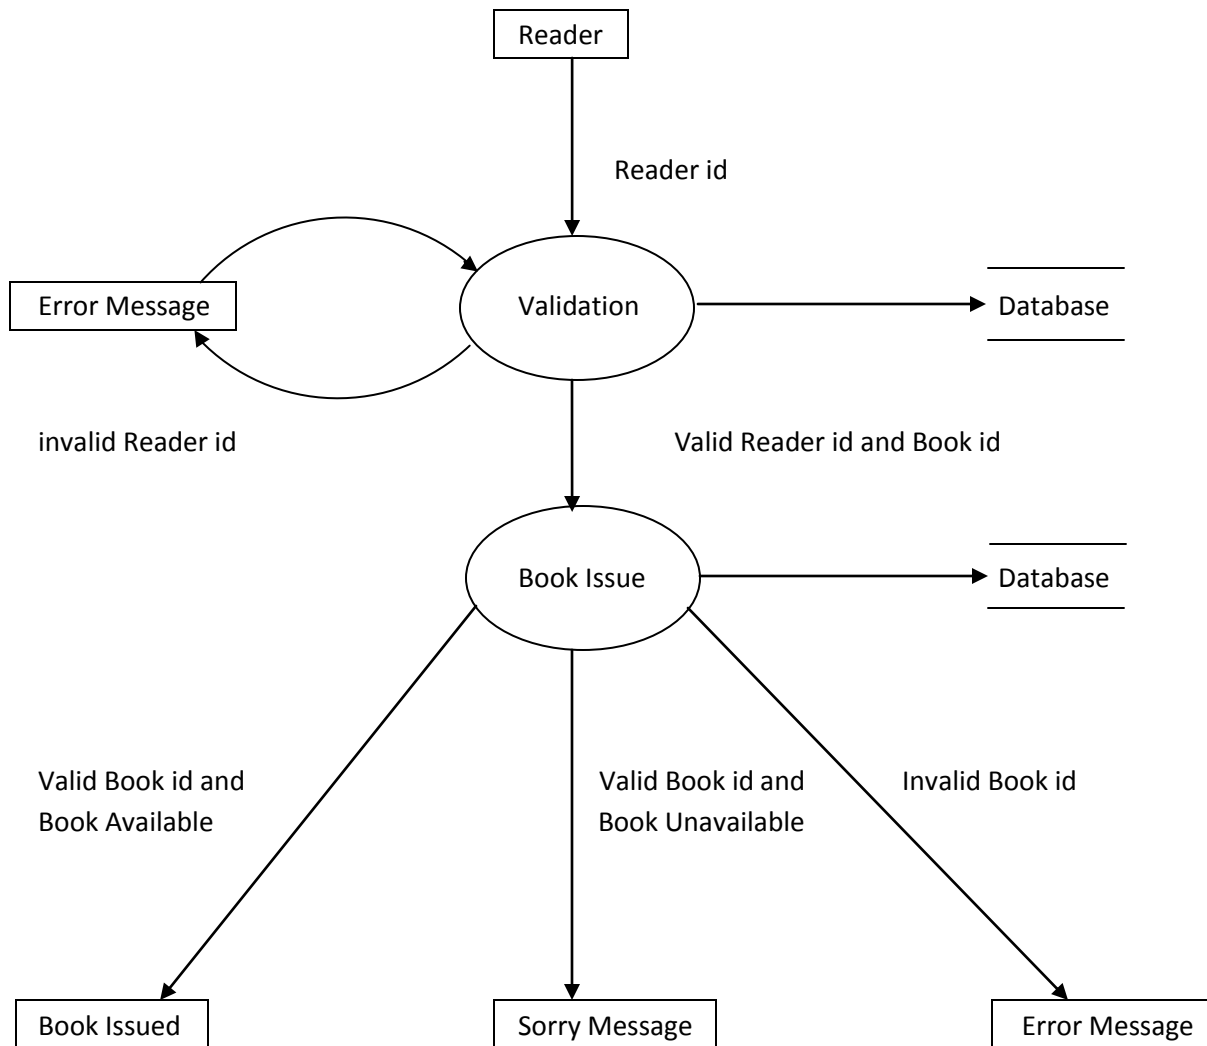 Reader
Reader id
Error Message
Validation
Database
invalid Reader id
Valid Reader id and Book id
Book Issue
Database
Valid Book id and
Book Available
Valid Book id and
Book Unavailable
Invalid Book id
Book Issued
Sorry Message
Error Message